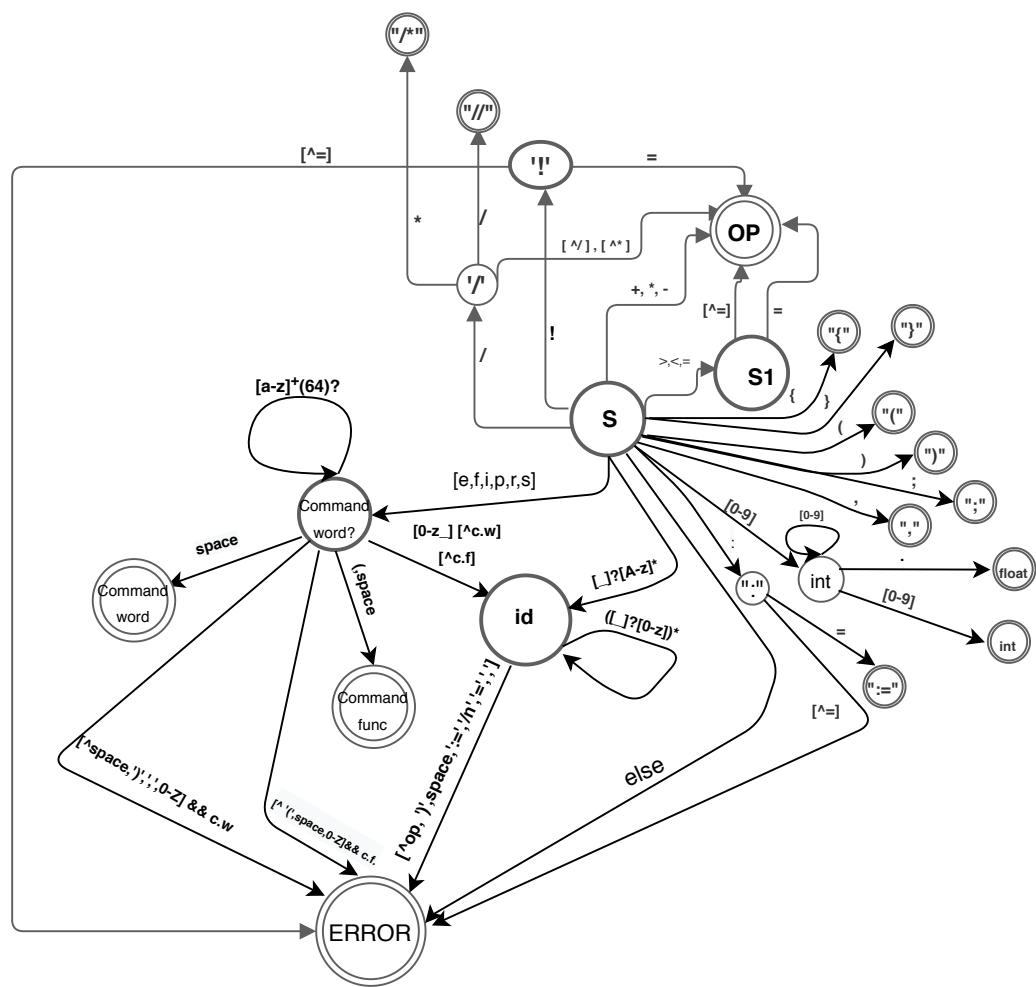 "/*"
"//"
[^=]
'!'
=
*
/
[ ^/ ] , [ ^* ]
OP
'/'
+, *, -
[^=]
=
/
!
>,<,=
S1
"{"
"}"
{
}
[a-z]+(64)?
S
(
"("
)
")"
[e,f,i,p,r,s]
;
";"
Command
word?
[0-z_] [^c.w]
[^c.f]
[0-9]
[0-9]
,
","
space
(,space
:
.
float
Command
word
[_]?[A-z]*
":"
int
[0-9]
id
([_]?[0-z])*
=
int
Command
func
":="
[^=]
[^space,')',',',0-Z] && c.w
[^ '(',space,0-Z]&& c.f.
[^op, ')',space,':=','/n','=',',']
else
ERROR